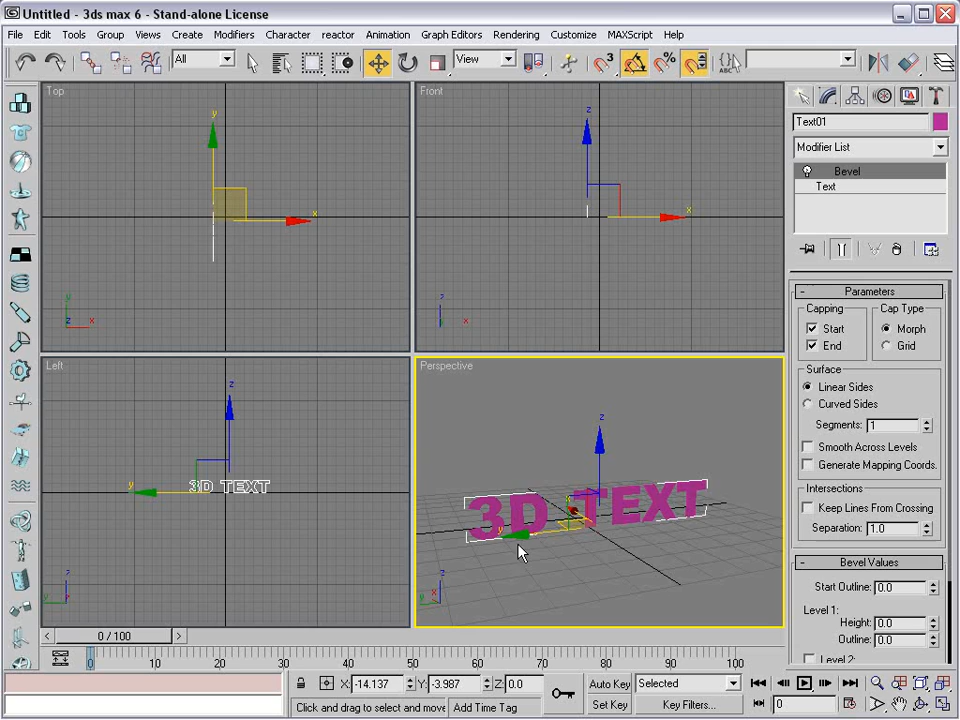 Untitled - 3ds max 6 - Stand-alone License
File Edit Tools Group Views Create Modifiers Character reactor Animation Graph Editors Rendering Customize MAXScript Help
All View 3 %
Top Front
Text01
Modifier List
Bevel
Text
y z
x x
y z
z x x
Left Perspective
z z
y
3D TEXT
3D TEXT
y
z z
y x y x
Parameters
Capping Cap Type
Start Morph
End Grid
Surface
Linear Sides
Curved Sides
Segments: 1
Smooth Across Levels
Generate Mapping Coords.
Intersections
Keep Lines From Crossing
Separation: 1.0
Bevel Values
Start Outline: 0.0
Level 1:
Height: 0.0
Outline: 0.0
Level 2:
< 0 / 100 >
0 10 20 30 40 50 60 70 80 90 100
X: -14.137 Y: -3.987 Z: 0.0 Auto Key Selected
Click and drag to select and move Add Time Tag Set Key Key Filters... 0